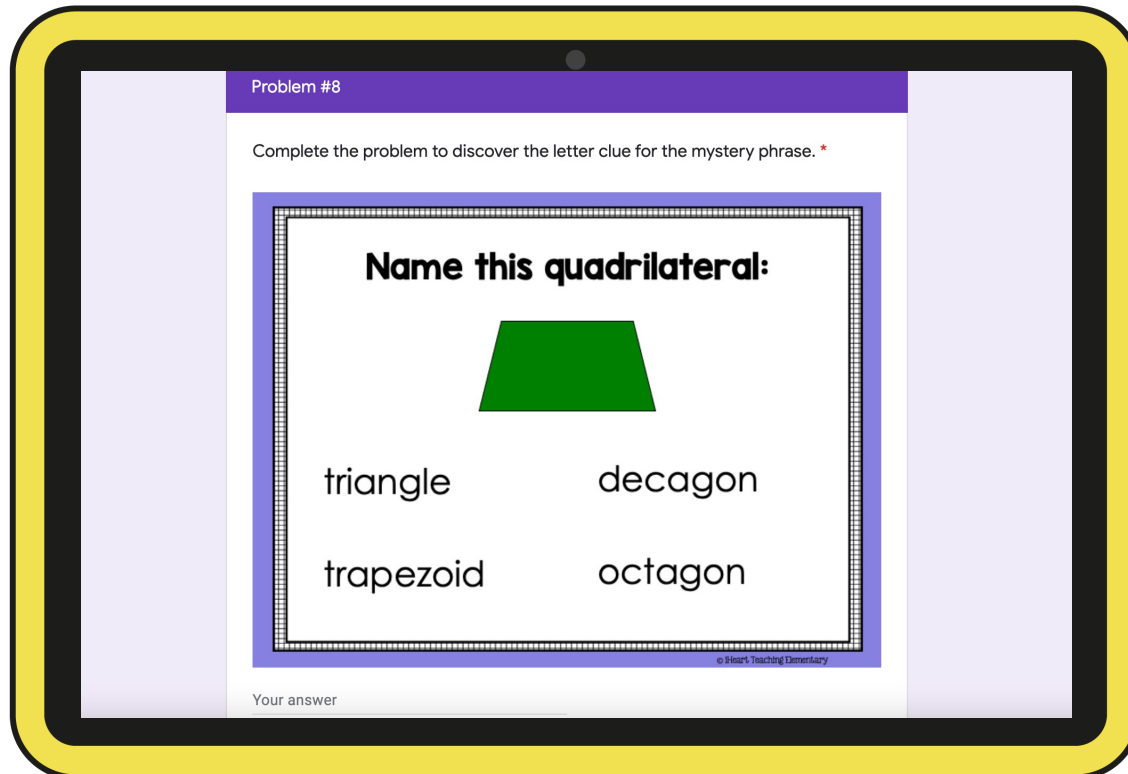 Problem #8
Complete the problem to discover the letter clue for the mystery phrase. *
Name this quadrilateral:
triangle
decagon
trapezoid
octagon
© iHeart Teaching Elementary
Your answer